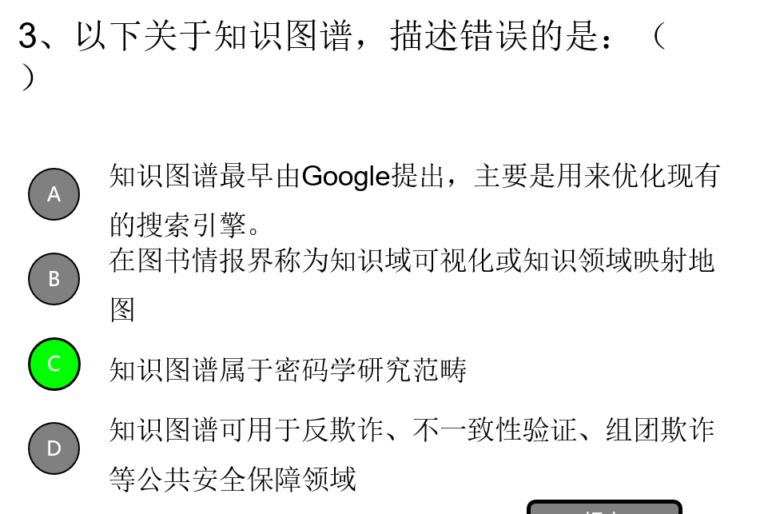 3、以下关于知识图谱，描述错误的是：（
）
A
知识图谱最早由Google提出，主要是用来优化现有
的搜索引擎。
B
在图书情报界称为知识域可视化或知识领域映射地
图
C
知识图谱属于密码学研究范畴
D
知识图谱可用于反欺诈、不一致性验证、组团欺诈
等公共安全保障领域